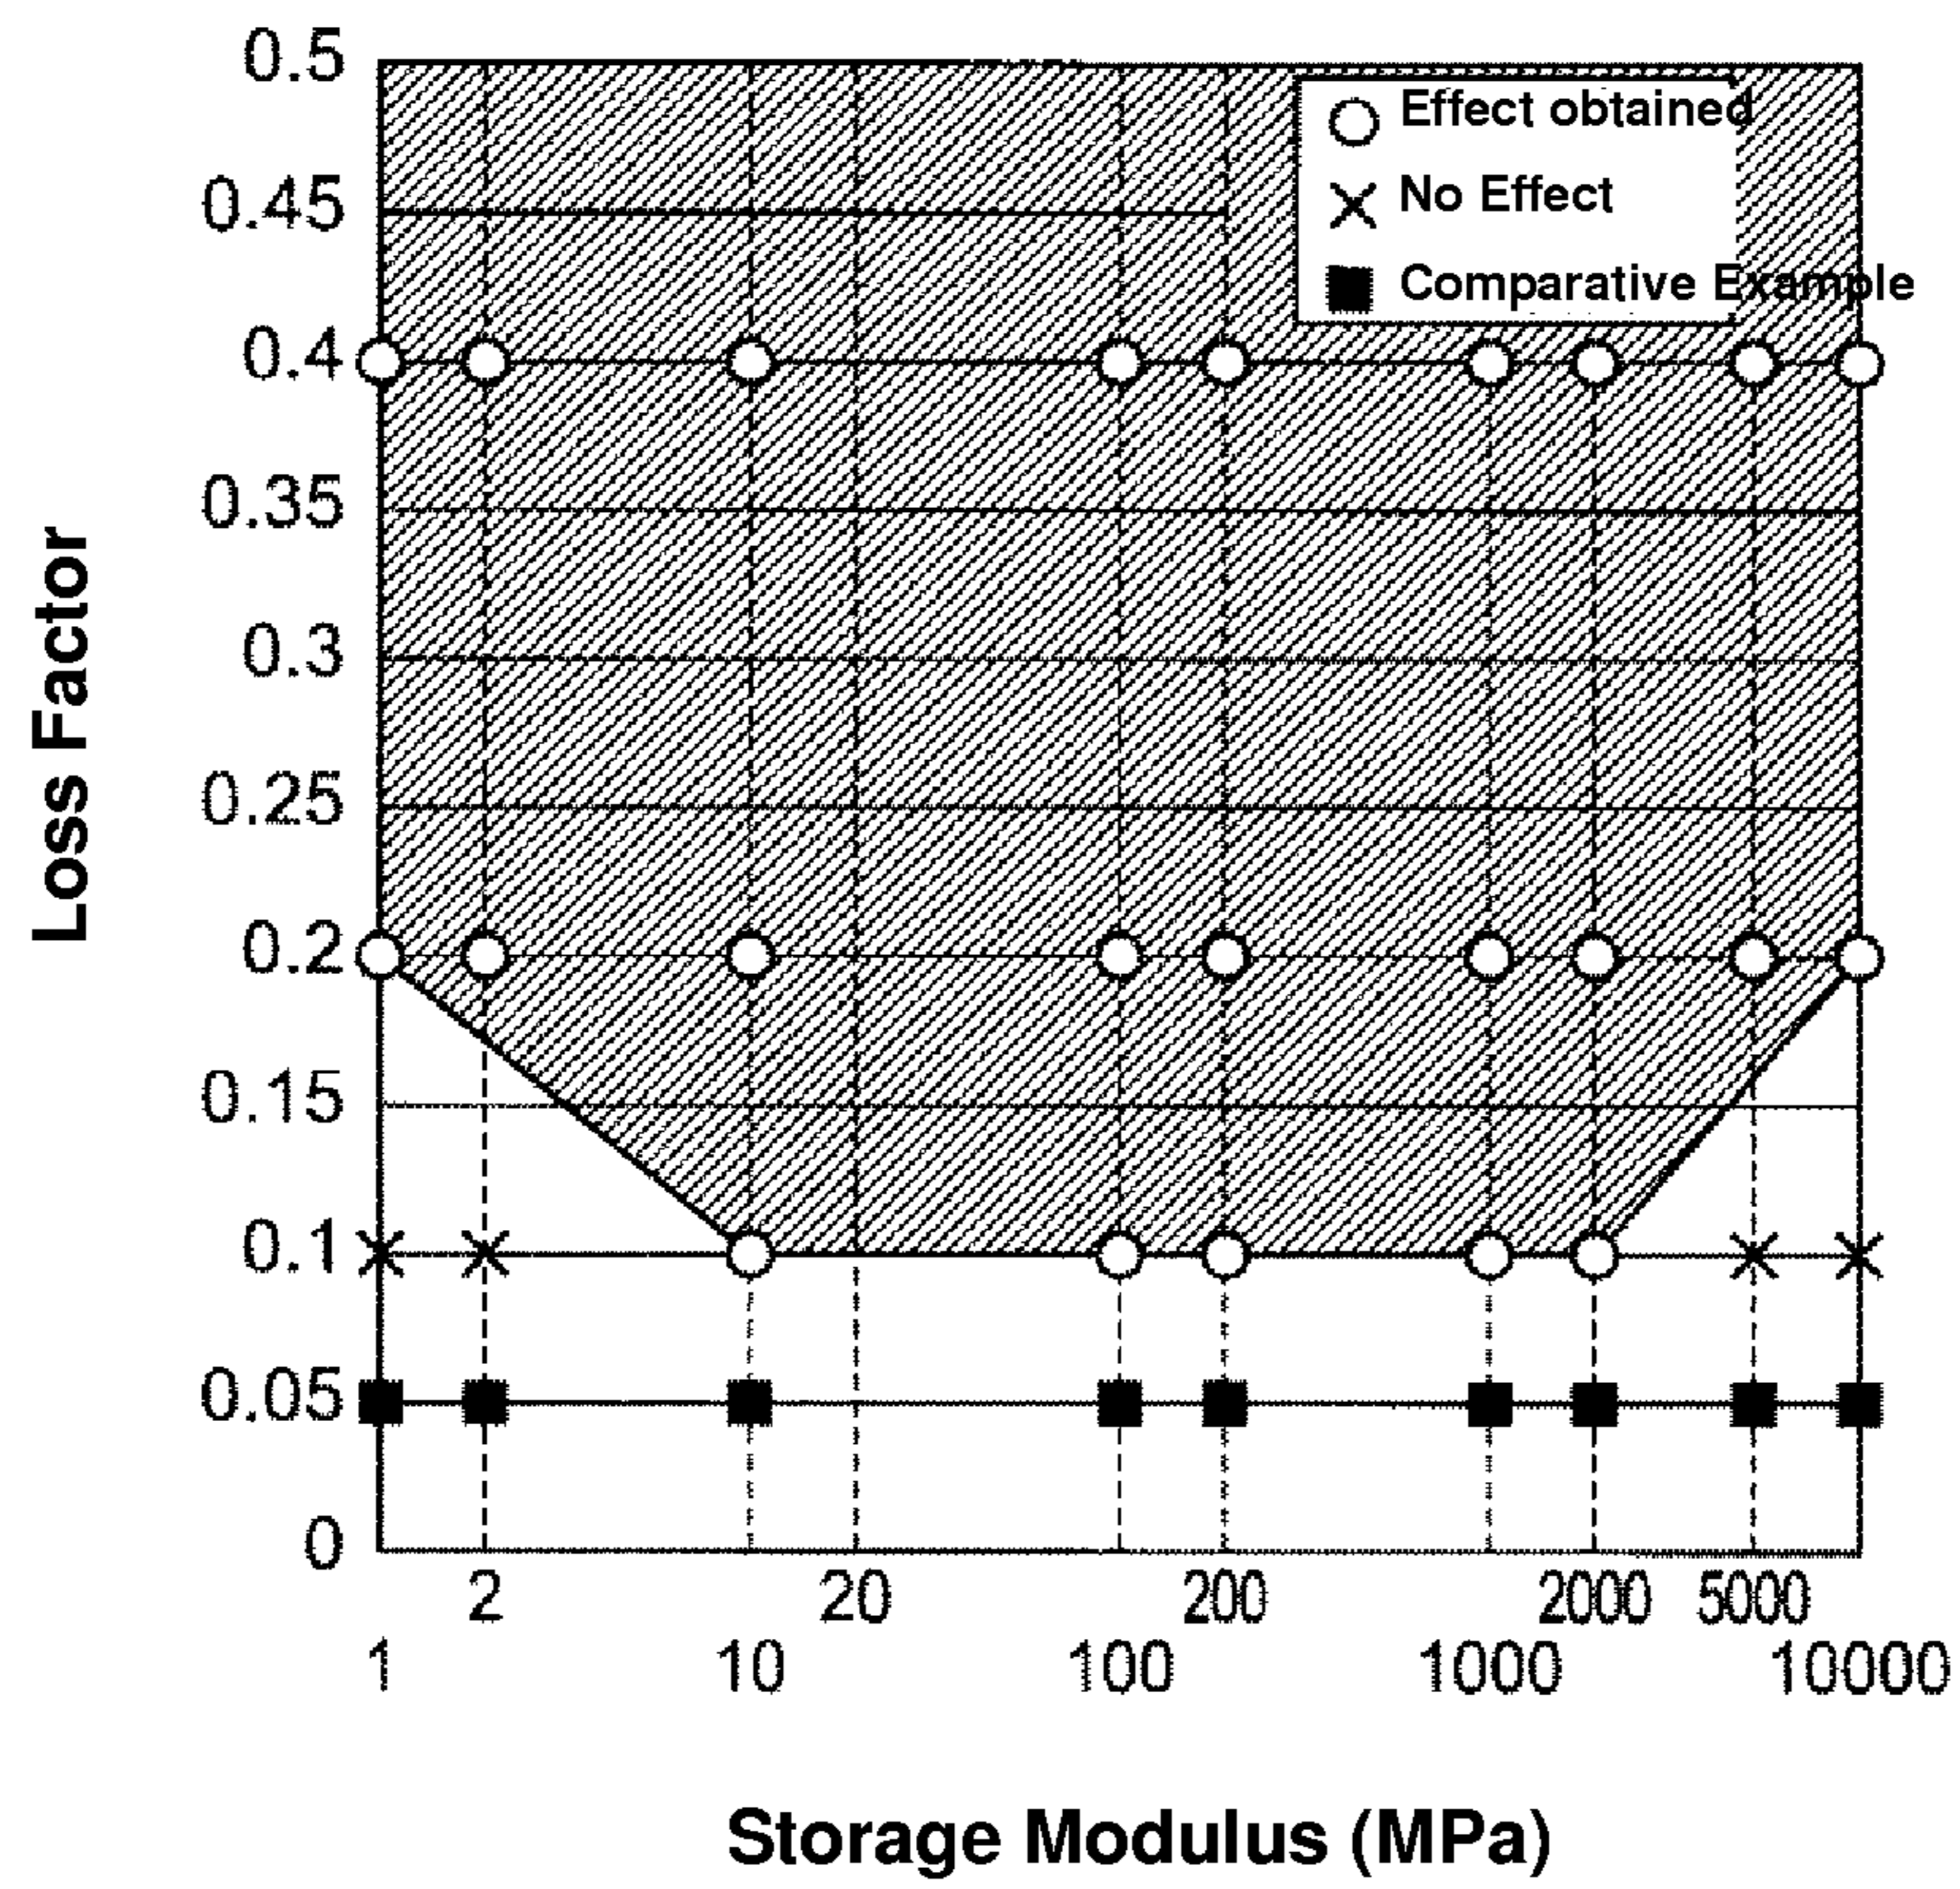 0.5
0.45
0.4
0.35
0.3
0.25
0.2
0.15
0.1
0.05
0
Loss Factor
Effect obtained
No Effect
Comparative Example
2 20 200 2000 5000
1 10 100 1000 10000
Storage Modulus (MPa)